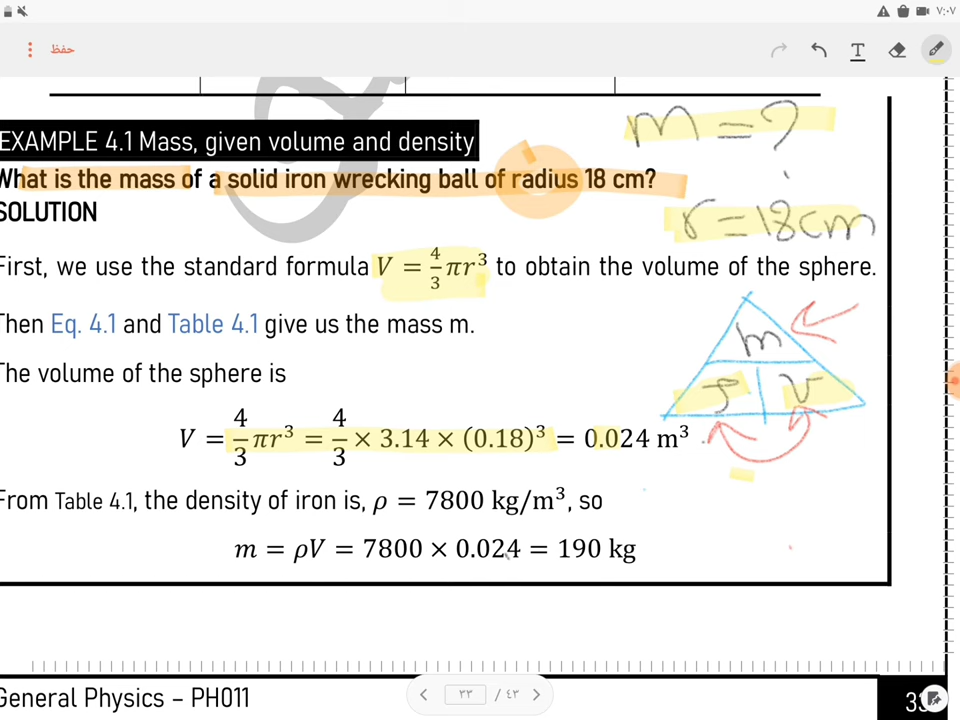 ٧:٠٧
حفظ
EXAMPLE 4.1 Mass, given volume and density
m = ?
What is the mass of a solid iron wrecking ball of radius 18 cm?
r = 18cm
SOLUTION
First, we use the standard formula V = 4/3 πr³ to obtain the volume of the sphere.
Then Eq. 4.1 and Table 4.1 give us the mass m.
m
The volume of the sphere is
ρ V
V = 4/3 πr³ = 4/3 × 3.14 × (0.18)³ = 0.024 m³
From Table 4.1, the density of iron is, ρ = 7800 kg/m³, so
m = ρV = 7800 × 0.024 = 190 kg
General Physics – PH011
٣٣ / ٤٣
33